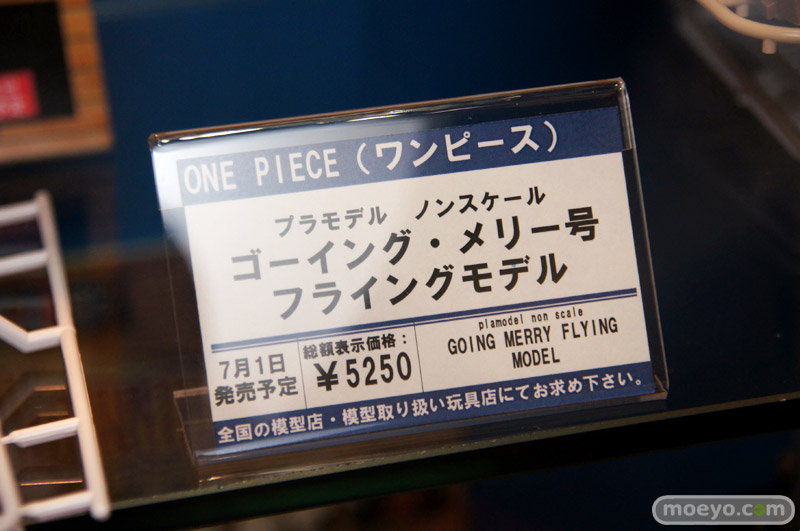 ONE PIECE（ワンピース）
プラモデル ノンスケール
ゴーイング・メリー号
フライングモデル
7月1日
発売予定
総額表示価格：
￥5250
plamodel non scale
GOING MERRY FLYING
MODEL
全国の模型店・模型取り扱い玩具店にてお求め下さい。
moeyo.com